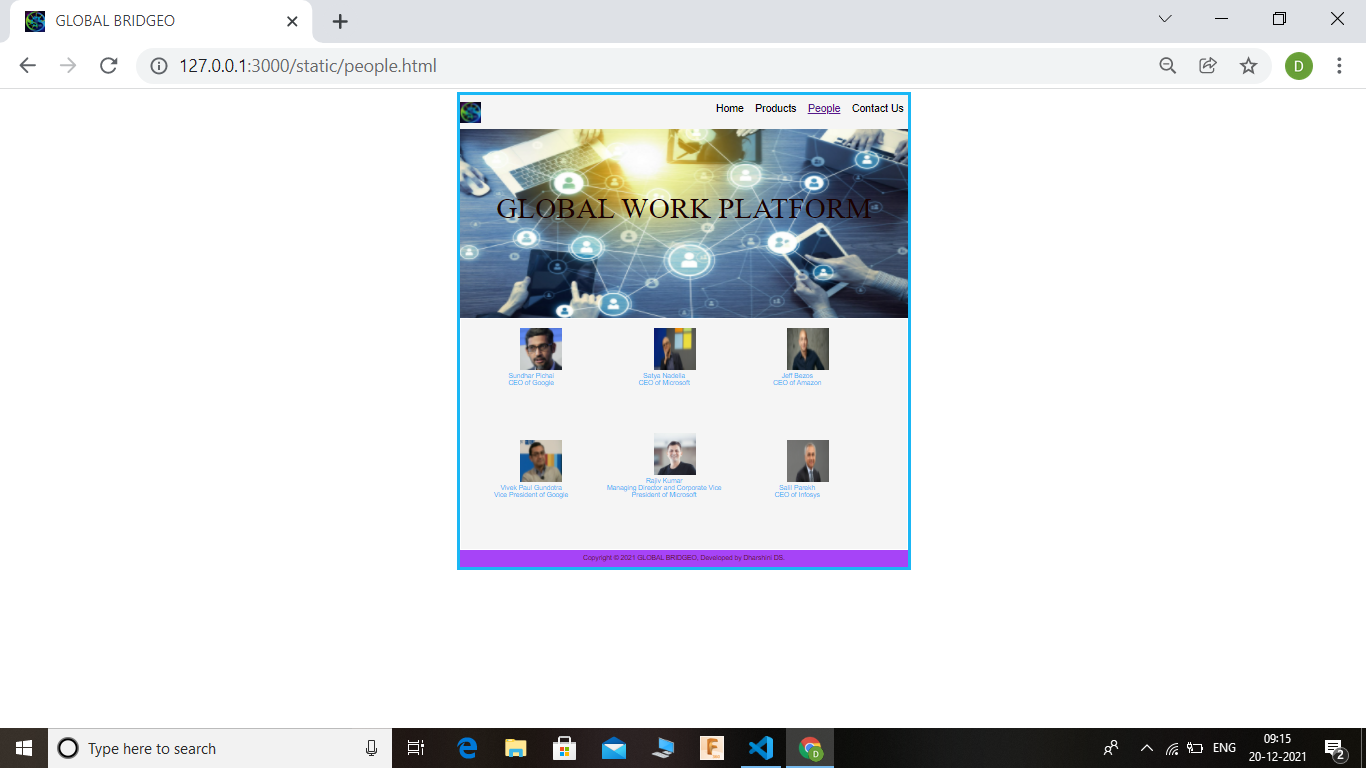 GLOBAL BRIDGEO
127.0.0.1:3000/static/people.html
D
Home Products People Contact Us
GLOBAL WORK PLATFORM
Sundhar Pichai
CEO of Google
Satya Nadella
CEO of Microsoft
Jeff Bezos
CEO of Amazon
Vivek Paul Gundotra
Vice President of Google
Rajiv Kumar
Managing Director and Corporate Vice
President of Microsoft
Salil Parekh
CEO of Infosys
Copyright © 2021 GLOBAL BRIDGEO, Developed by Dharshini DS.
Type here to search
ENG
09:15
20-12-2021
2